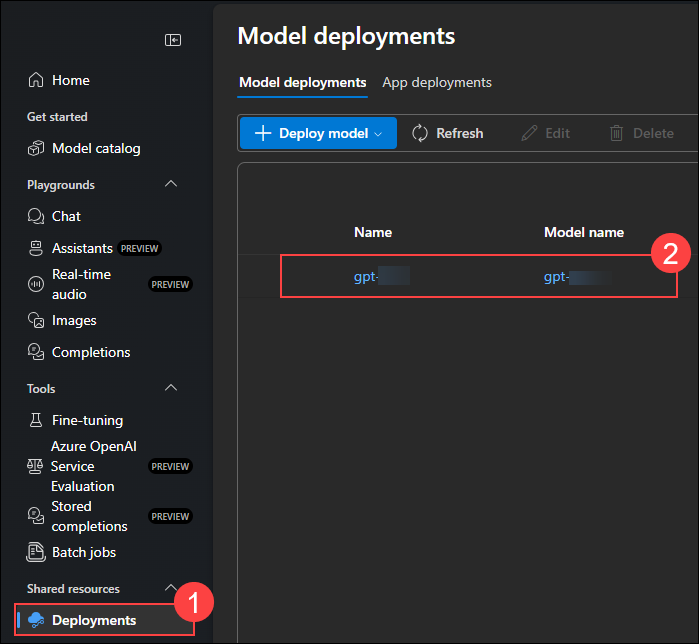 Home
Get started
Model catalog
Playgrounds
Chat
Assistants PREVIEW
Real-time
audio
PREVIEW
Images
Completions
Tools
Fine-tuning
Azure OpenAI
Service
Evaluation
PREVIEW
Stored
completions
PREVIEW
Batch jobs
Shared resources
1
Deployments
Model deployments
Model deployments App deployments
Deploy model Refresh Edit Delete
Name Model name
2
gpt- gpt-